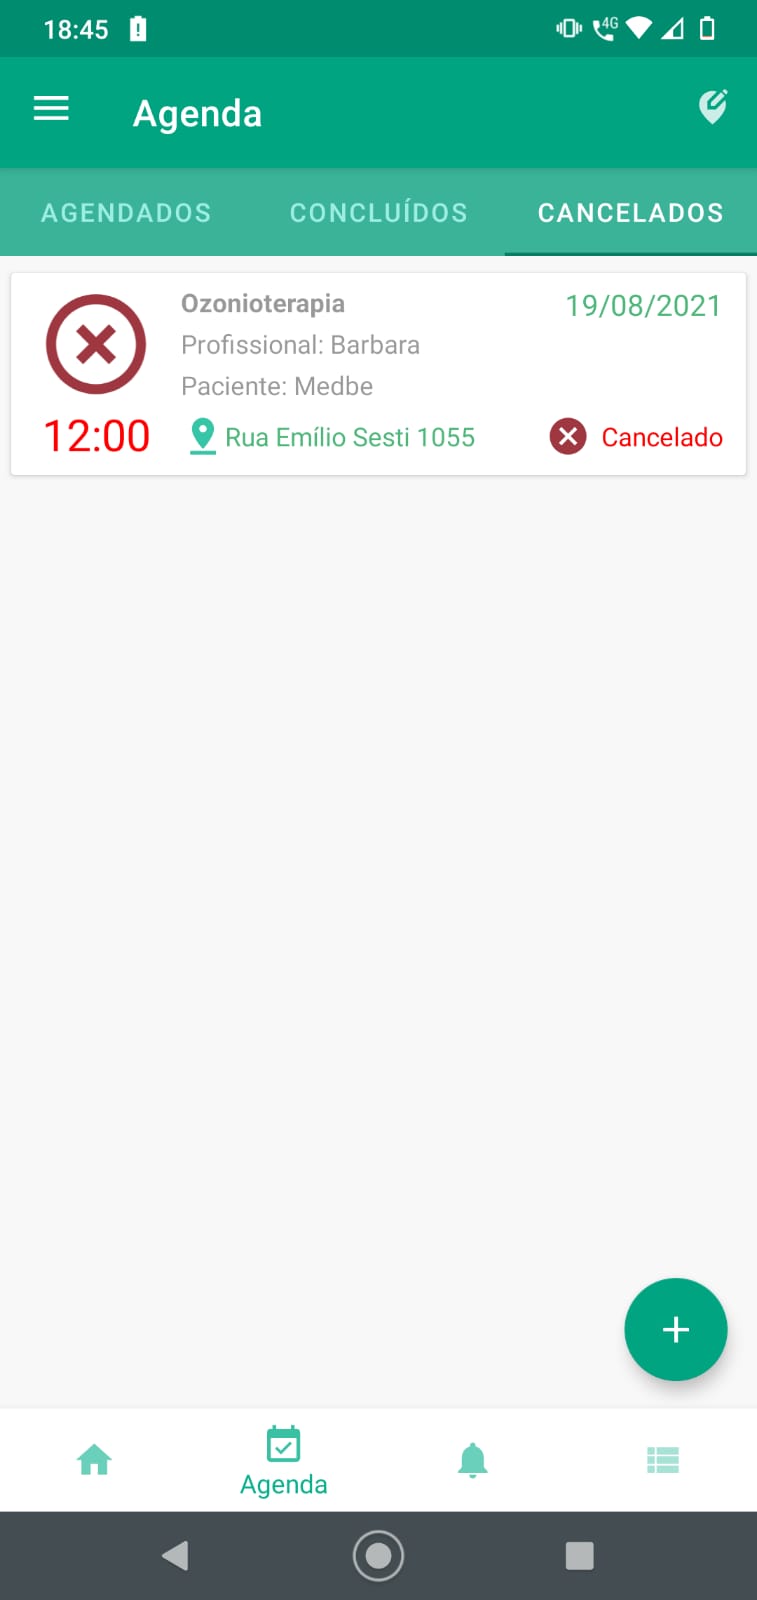 18:45
4G
Agenda
AGENDADOS CONCLUÍDOS CANCELADOS
Ozonioterapia 19/08/2021
Profissional: Barbara
Paciente: Medbe
12:00 Rua Emílio Sesti 1055 Cancelado
Agenda